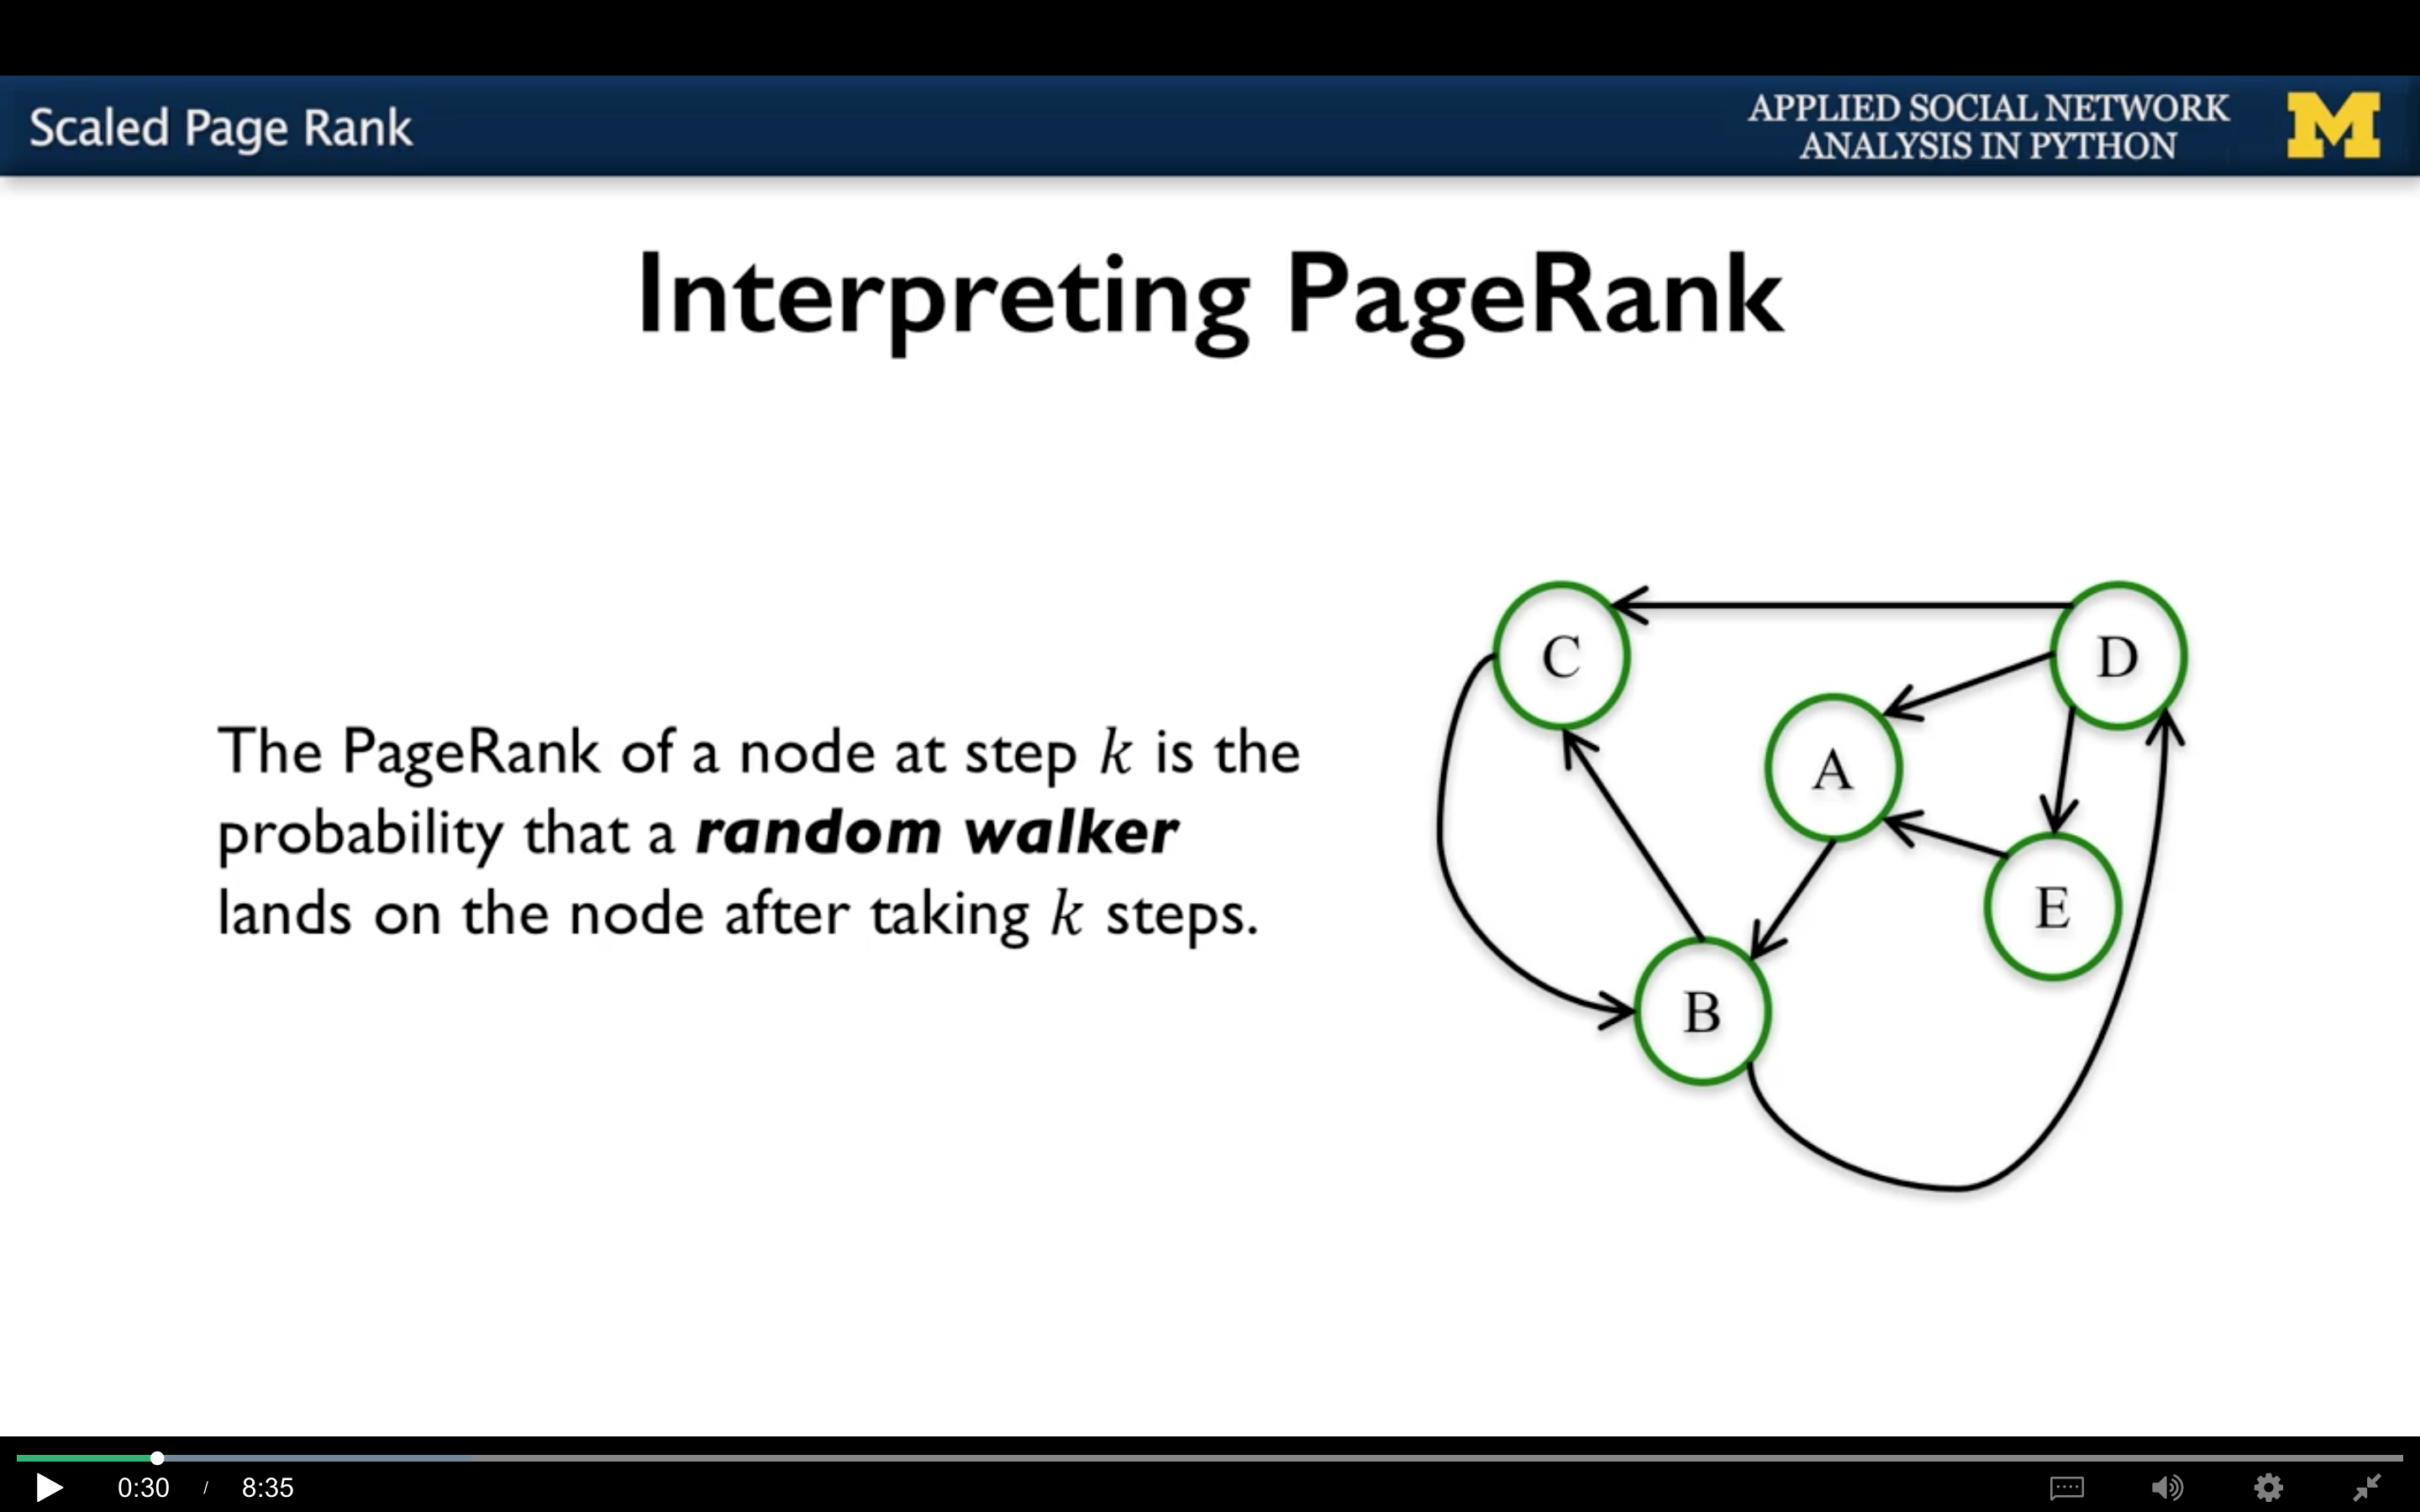 Scaled Page Rank
APPLIED SOCIAL NETWORK
ANALYSIS IN PYTHON
M
Interpreting PageRank
The PageRank of a node at step k is the
probability that a random walker
lands on the node after taking k steps.
C
D
A
E
B
0:30 / 8:35